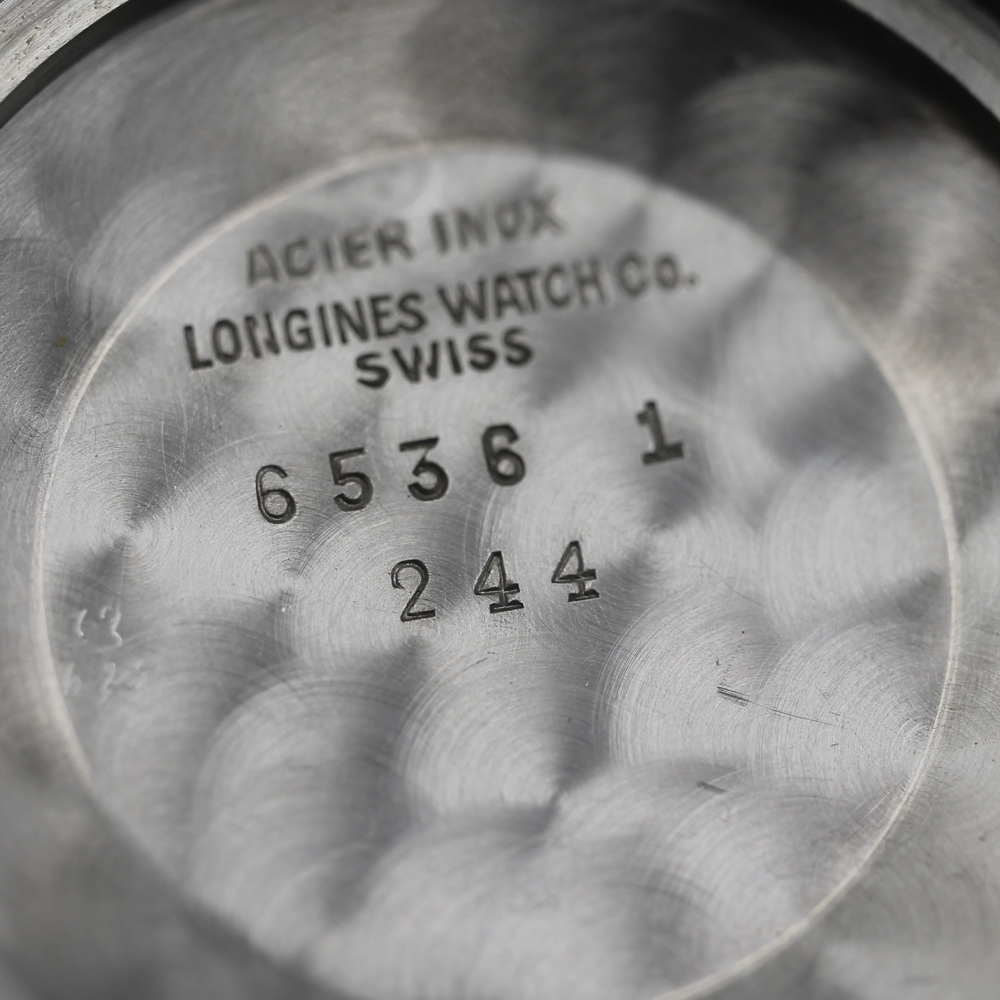 ACIER INOX
LONGINES WATCH Co.
SWISS
6536 1
244